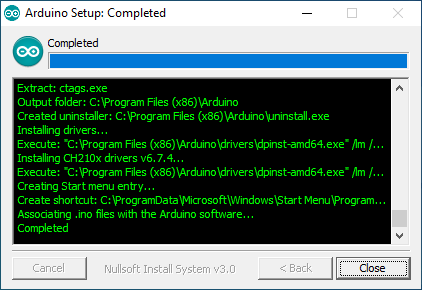 Arduino Setup: Completed
Completed
Extract: ctags.exe
Output folder: C:\Program Files (x86)\Arduino
Created uninstaller: C:\Program Files (x86)\Arduino\uninstall.exe
Installing drivers...
Execute: "C:\Program Files (x86)\Arduino\drivers\dpinst-amd64.exe" /lm /...
Installing CH210x drivers v6.7.4...
Execute: "C:\Program Files (x86)\Arduino\drivers\dpinst-amd64.exe" /lm /...
Creating Start menu entry...
Create shortcut: C:\ProgramData\Microsoft\Windows\Start Menu\Program...
Associating .ino files with the Arduino software...
Completed
Cancel Nullsoft Install System v3.0 < Back Close